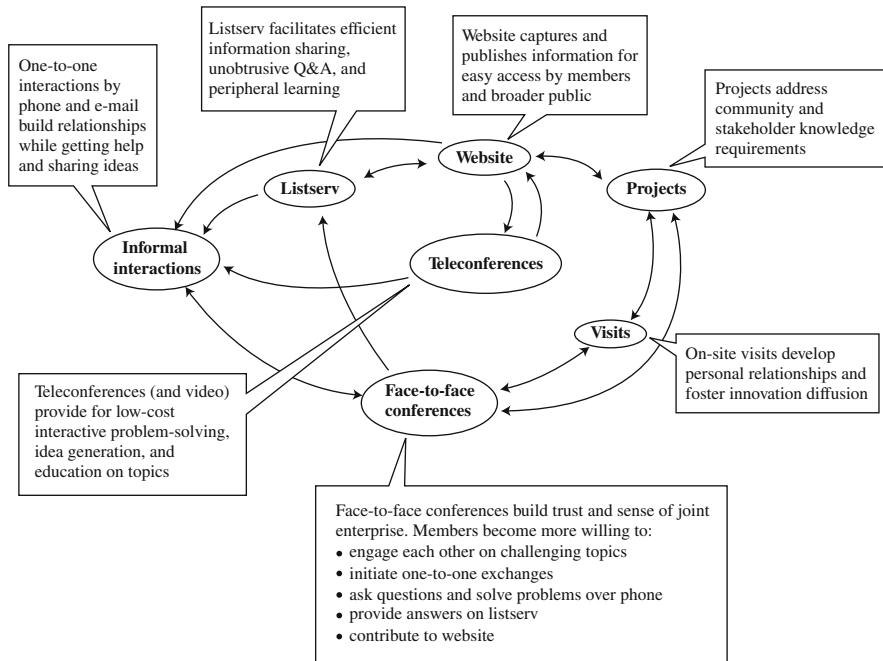 Listserv facilitates efficient
information sharing,
unobtrusive Q&A, and
peripheral learning
Website captures and
publishes information for
easy access by members
and broader public
One-to-one
interactions by
phone and e-mail
build relationships
while getting help
and sharing ideas
Projects address
community and
stakeholder knowledge
requirements
Website
Listserv
Projects
Informal
interactions
Teleconferences
Visits
On-site visits develop
personal relationships and
foster innovation diffusion
Face-to-face
conferences
Teleconferences (and video)
provide for low-cost
interactive problem-solving,
idea generation, and
education on topics
Face-to-face conferences build trust and sense of joint
enterprise. Members become more willing to:
• engage each other on challenging topics
• initiate one-to-one exchanges
• ask questions and solve problems over phone
• provide answers on listserv
• contribute to website